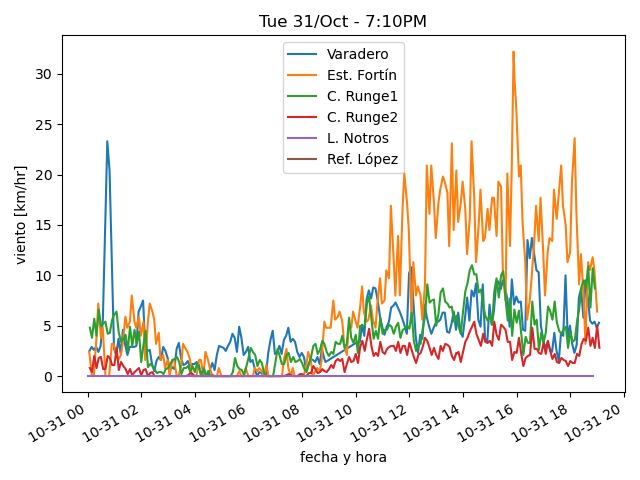 Tue 31/Oct - 7:10PM
Varadero
Est. Fortín
C. Runge1
C. Runge2
L. Notros
Ref. López
viento [km/hr]
30
25
20
15
10
5
0
10-31 00
10-31 02
10-31 04
10-31 06
10-31 08
10-31 10
10-31 12
10-31 14
10-31 16
10-31 18
10-31 20
fecha y hora